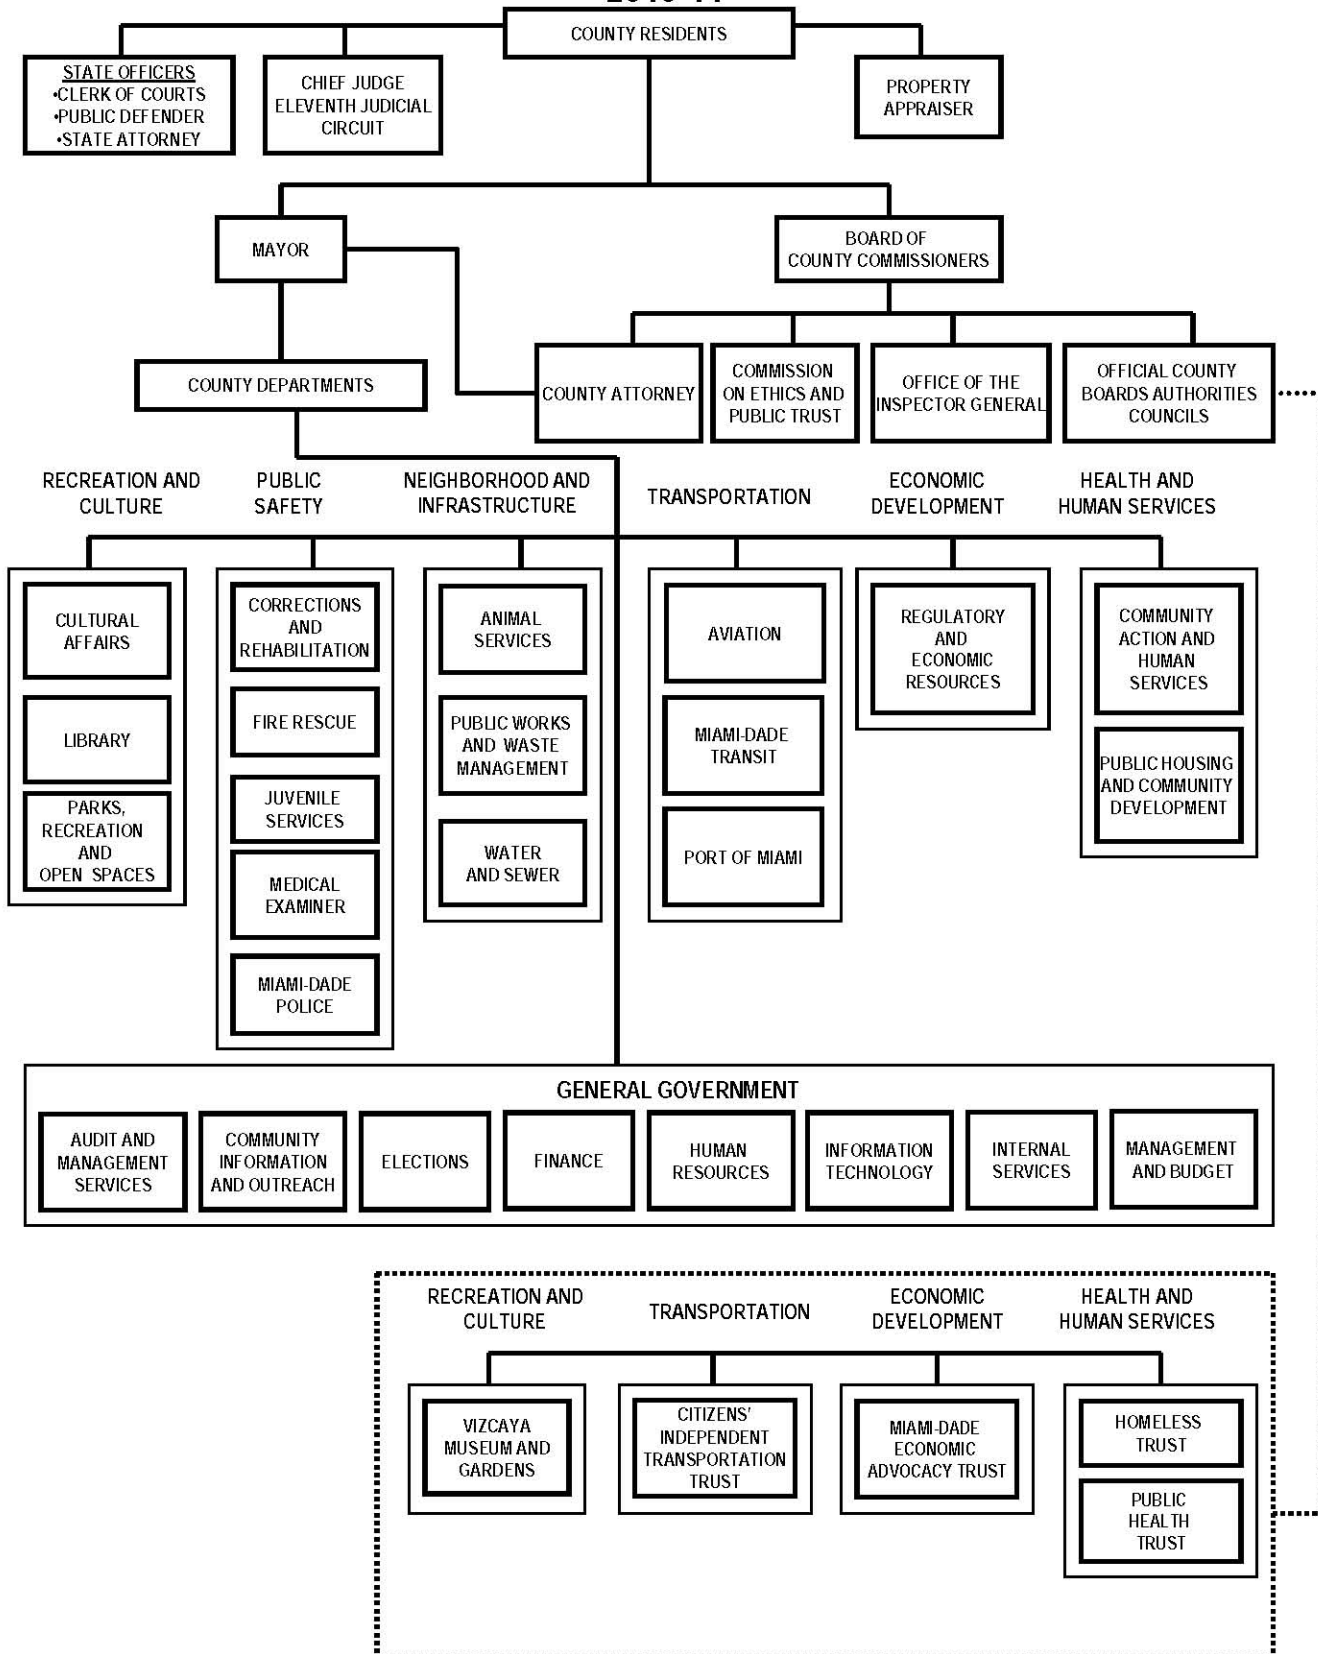 COUNTY RESIDENTS
STATE OFFICERS
•CLERK OF COURTS
•PUBLIC DEFENDER
•STATE ATTORNEY
CHIEF JUDGE
ELEVENTH JUDICIAL
CIRCUIT
PROPERTY
APPRAISER
MAYOR
BOARD OF
COUNTY COMMISSIONERS
COUNTY DEPARTMENTS
COUNTY ATTORNEY
COMMISSION
ON ETHICS AND
PUBLIC TRUST
OFFICE OF THE
INSPECTOR GENERAL
OFFICIAL COUNTY
BOARDS AUTHORITIES
COUNCILS
RECREATION AND
CULTURE
PUBLIC
SAFETY
NEIGHBORHOOD AND
INFRASTRUCTURE
TRANSPORTATION
ECONOMIC
DEVELOPMENT
HEALTH AND
HUMAN SERVICES
CULTURAL
AFFAIRS
LIBRARY
PARKS,
RECREATION
AND
OPEN SPACES
CORRECTIONS
AND
REHABILITATION
FIRE RESCUE
JUVENILE
SERVICES
MEDICAL
EXAMINER
MIAMI-DADE
POLICE
ANIMAL
SERVICES
PUBLIC WORKS
AND WASTE
MANAGEMENT
WATER
AND SEWER
AVIATION
MIAMI-DADE
TRANSIT
PORT OF MIAMI
REGULATORY
AND
ECONOMIC
RESOURCES
COMMUNITY
ACTION AND
HUMAN
SERVICES
PUBLIC HOUSING
AND COMMUNITY
DEVELOPMENT
GENERAL GOVERNMENT
AUDIT AND
MANAGEMENT
SERVICES
COMMUNITY
INFORMATION
AND OUTREACH
ELECTIONS
FINANCE
HUMAN
RESOURCES
INFORMATION
TECHNOLOGY
INTERNAL
SERVICES
MANAGEMENT
AND BUDGET
RECREATION AND
CULTURE
TRANSPORTATION
ECONOMIC
DEVELOPMENT
HEALTH AND
HUMAN SERVICES
VIZCAYA
MUSEUM AND
GARDENS
CITIZENS'
INDEPENDENT
TRANSPORTATION
TRUST
MIAMI-DADE
ECONOMIC
ADVOCACY TRUST
HOMELESS
TRUST
PUBLIC
HEALTH
TRUST